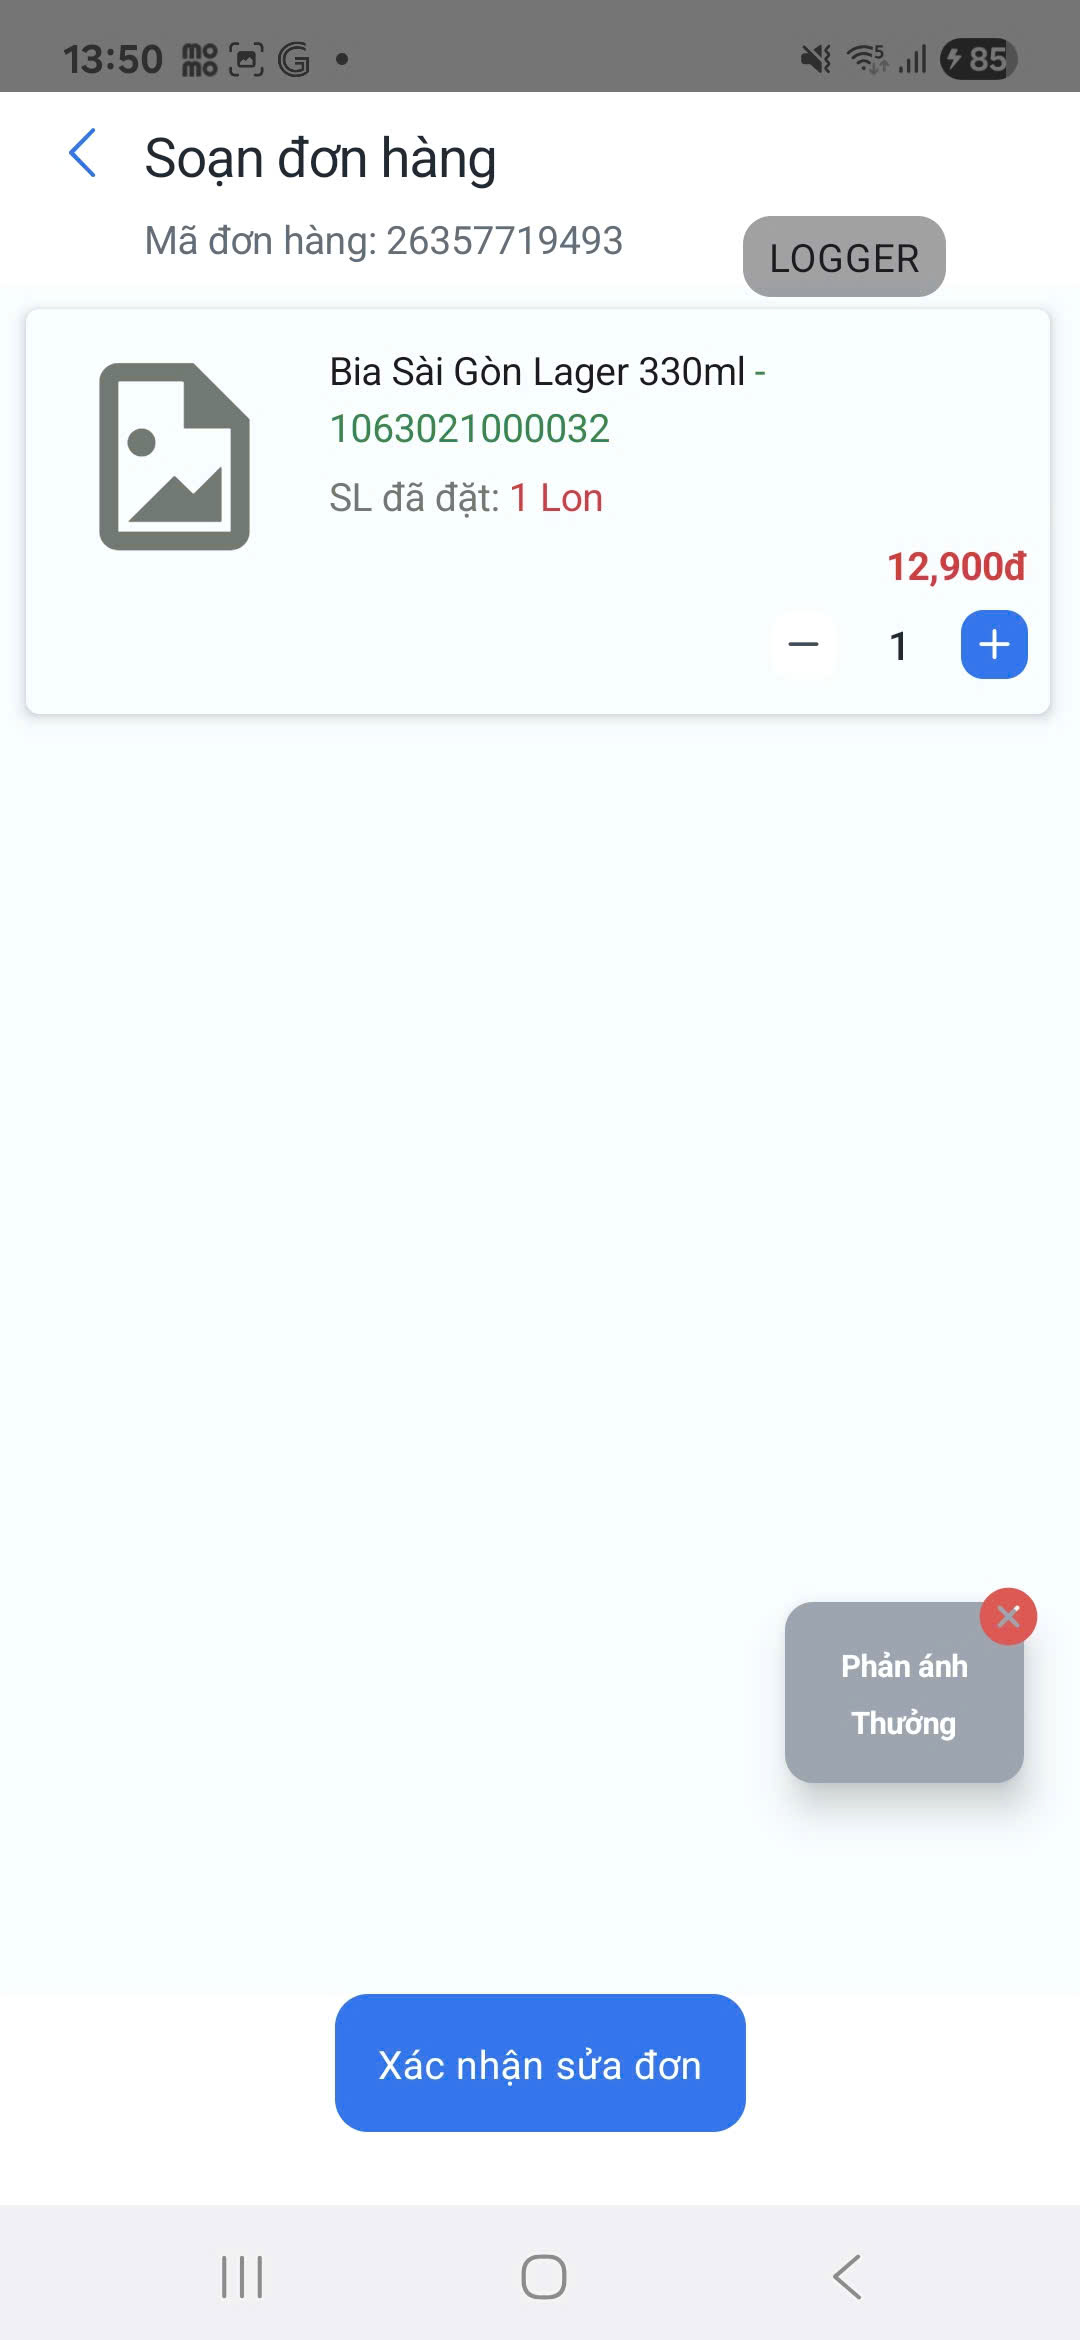 13:50
mo
mo
G
5
85
Soạn đơn hàng
Mã đơn hàng: 26357719493
LOGGER
Bia Sài Gòn Lager 330ml -
1063021000032
SL đã đặt: 1 Lon
12,900đ
1
Phản ánh
Thưởng
Xác nhận sửa đơn